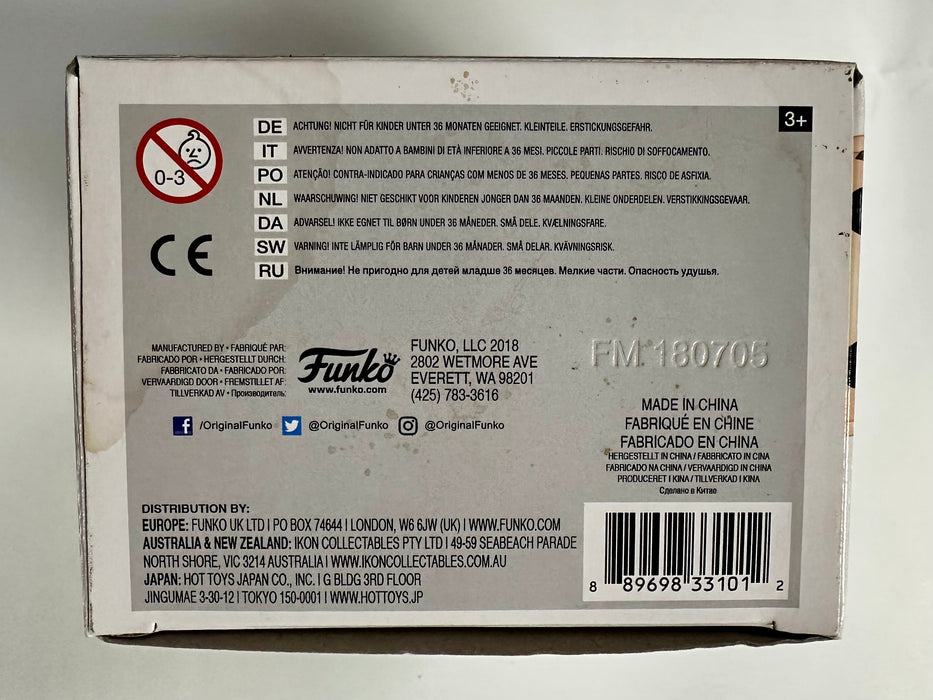 3+
0-3
DE ACHTUNG! NICHT FÜR KINDER UNTER 36 MONATEN GEEIGNET. KLEINTEILE. ERSTICKUNGSGEFAHR.
IT AVVERTENZA! NON ADATTO A BAMBINI DI ETÀ INFERIORE A 36 MESI. PICCOLE PARTI. RISCHIO DI SOFFOCAMENTO.
PO ATENÇÃO! CONTRA-INDICADO PARA CRIANÇAS COM MENOS DE 36 MESES. PEQUENAS PARTES. RISCO DE ASFIXIA.
NL WAARSCHUWING! NIET GESCHIKT VOOR KINDEREN JONGER DAN 36 MAANDEN. KLEINE ONDERDELEN. VERSTIKKINGSGEVAAR.
DA ADVARSEL! IKKE EGNET TIL BØRN UNDER 36 MÅNEDER. SMÅ DELE. KVÆLNINGSFARE.
SW VARNING! INTE LÄMPLIG FÖR BARN UNDER 36 MÅNADER. SMÅ DELAR. KVÄVNINGSRISK.
RU Внимание! Не пригодно для детей младше 36 месяцев. Мелкие части. Опасность удушья.
CE
MANUFACTURED BY • FABRIQUÉ PAR:
FABRICADO POR • HERGESTELLT DURCH:
FABBRICATO DA • FABRICADO POR:
VERVAARDIGD DOOR • FREMSTILLET AF:
TILLVERKAD AV • Производитель:
Funko
www.funko.com
FUNKO, LLC 2018
2802 WETMORE AVE
EVERETT, WA 98201
(425) 783-3616
FM*180705
f /OriginalFunko @OriginalFunko @OriginalFunko
MADE IN CHINA
FABRIQUÉ EN CHINE
FABRICADO EN CHINA
HERGESTELLT IN CHINA / FABBRICATO IN CINA
FABRICADO NA CHINA / VERVAARDIGD IN CHINA
PRODUCERET I KINA / TILLVERKAD I KINA
Сделано в Китае
DISTRIBUTION BY:
EUROPE: FUNKO UK LTD I PO BOX 74644 I LONDON, W6 6JW (UK) I WWW.FUNKO.COM
AUSTRALIA & NEW ZEALAND: IKON COLLECTABLES PTY LTD I 49-59 SEABEACH PARADE
NORTH SHORE, VIC 3214 AUSTRALIA I WWW.IKONCOLLECTABLES.COM.AU
JAPAN: HOT TOYS JAPAN CO., INC. I G BLDG 3RD FLOOR
JINGUMAE 3-30-12 I TOKYO 150-0001 I WWW.HOTTOYS.JP
8 89698 33101 2